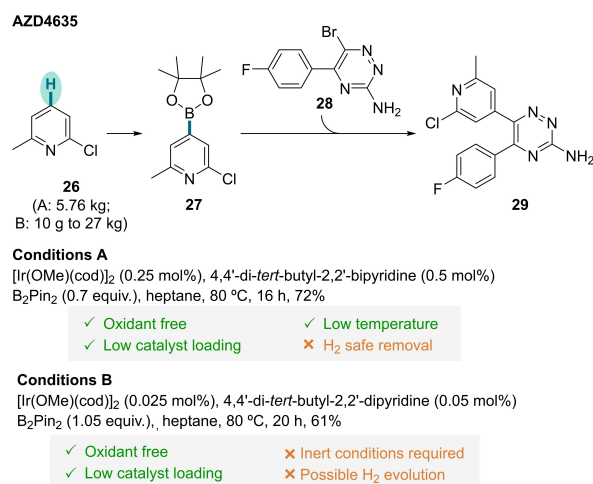 AZD4635
H
N
Cl
26
(A: 5.76 kg;
B: 10 g to 27 kg)
O
O
B
N
Cl
27
Br
F
N
N
N
NH2
28
N
Cl
N
N
N
NH2
F
29
Conditions A
[Ir(OMe)(cod)]2 (0.25 mol%), 4,4'-di-tert-butyl-2,2'-bipyridine (0.5 mol%)
B2Pin2 (0.7 equiv.), heptane, 80 ºC, 16 h, 72%
✓ Oxidant free ✓ Low temperature
✓ Low catalyst loading × H2 safe removal
Conditions B
[Ir(OMe)(cod)]2 (0.025 mol%), 4,4'-di-tert-butyl-2,2'-dipyridine (0.05 mol%)
B2Pin2 (1.05 equiv.), , heptane, 80 ºC, 20 h, 61%
✓ Oxidant free × Inert conditions required
✓ Low catalyst loading × Possible H2 evolution